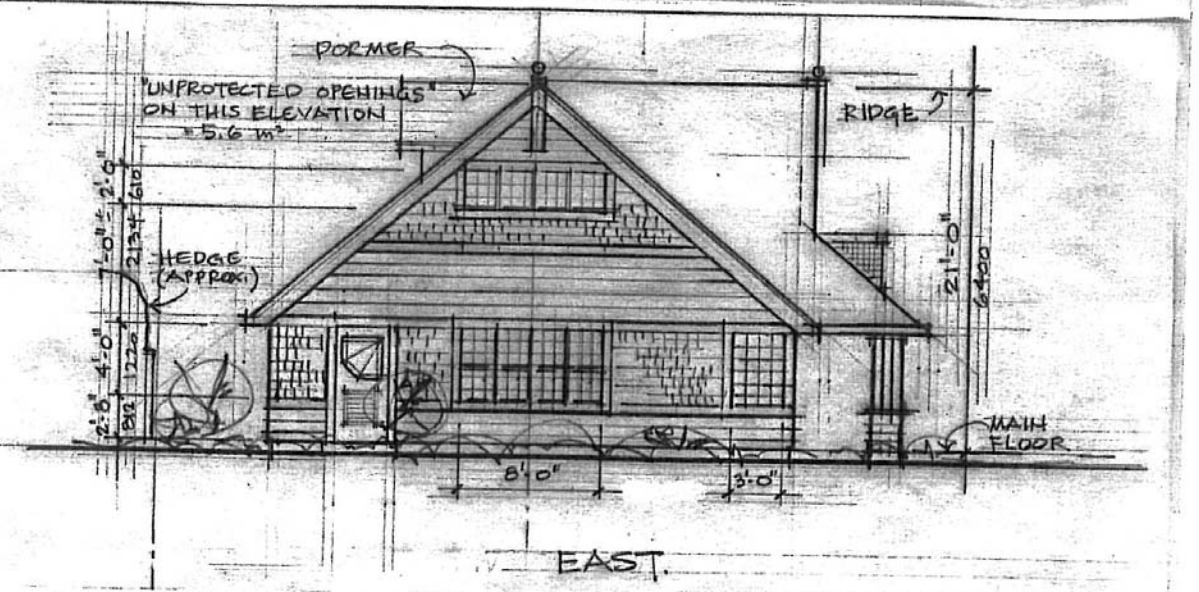 DORMER
"UNPROTECTED OPENINGS"
ON THIS ELEVATION
= 5.6 m²
RIDGE
2'-0"
610
7'-0"
2134
HEDGE
(APPROX.)
4'-0"
1220
2'-8"
812
21'-0"
6400
MAIN
FLOOR
8'-0"
3'-0"
EAST.